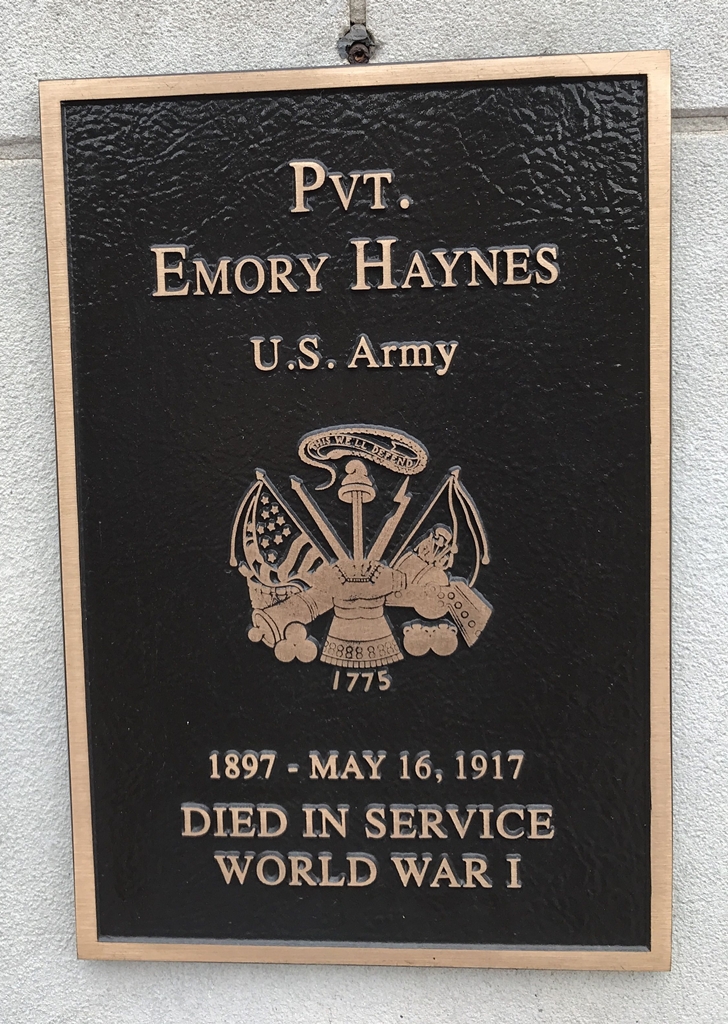 PVT.
EMORY HAYNES
U.S. Army
THIS WE'LL DEFEND
1775
1897 - MAY 16, 1917
DIED IN SERVICE
WORLD WAR I